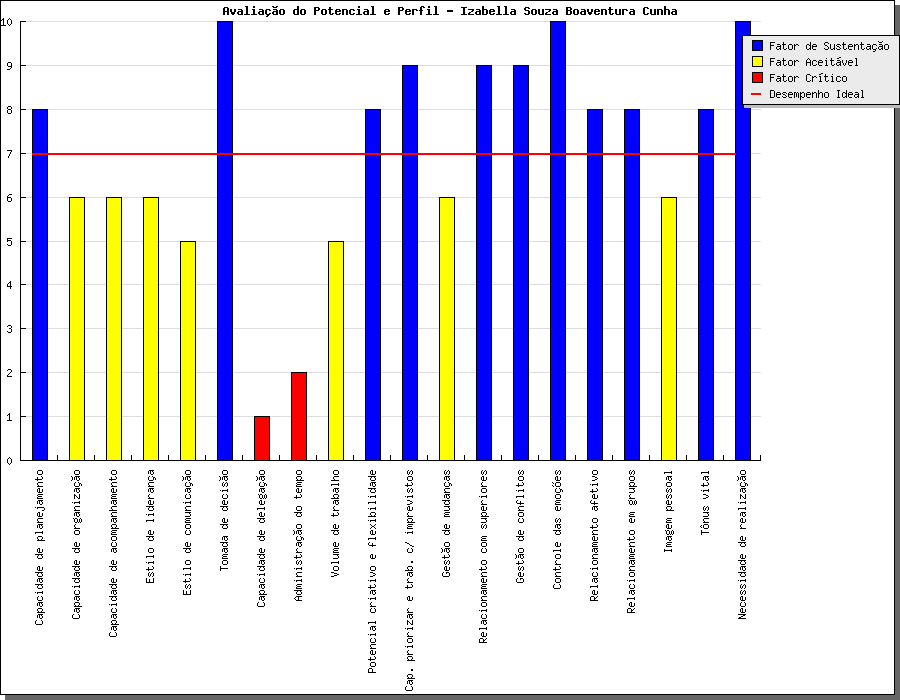 Avaliação do Potencial e Perfil - Izabella Souza Boaventura Cunha
Fator de Sustentação
Fator Aceitável
Fator Crítico
Desempenho Ideal
10
9
8
7
6
5
4
3
2
1
0
Capacidade de planejamento
Capacidade de organização
Capacidade de acompanhamento
Estilo de liderança
Estilo de comunicação
Tomada de decisão
Capacidade de delegação
Administração do tempo
Volume de trabalho
Potencial criativo e flexibilidade
Cap. priorizar e trab. c/ imprevistos
Gestão de mudanças
Relacionamento com superiores
Gestão de conflitos
Controle das emoções
Relacionamento afetivo
Relacionamento em grupos
Imagem pessoal
Tônus vital
Necessidade de realização